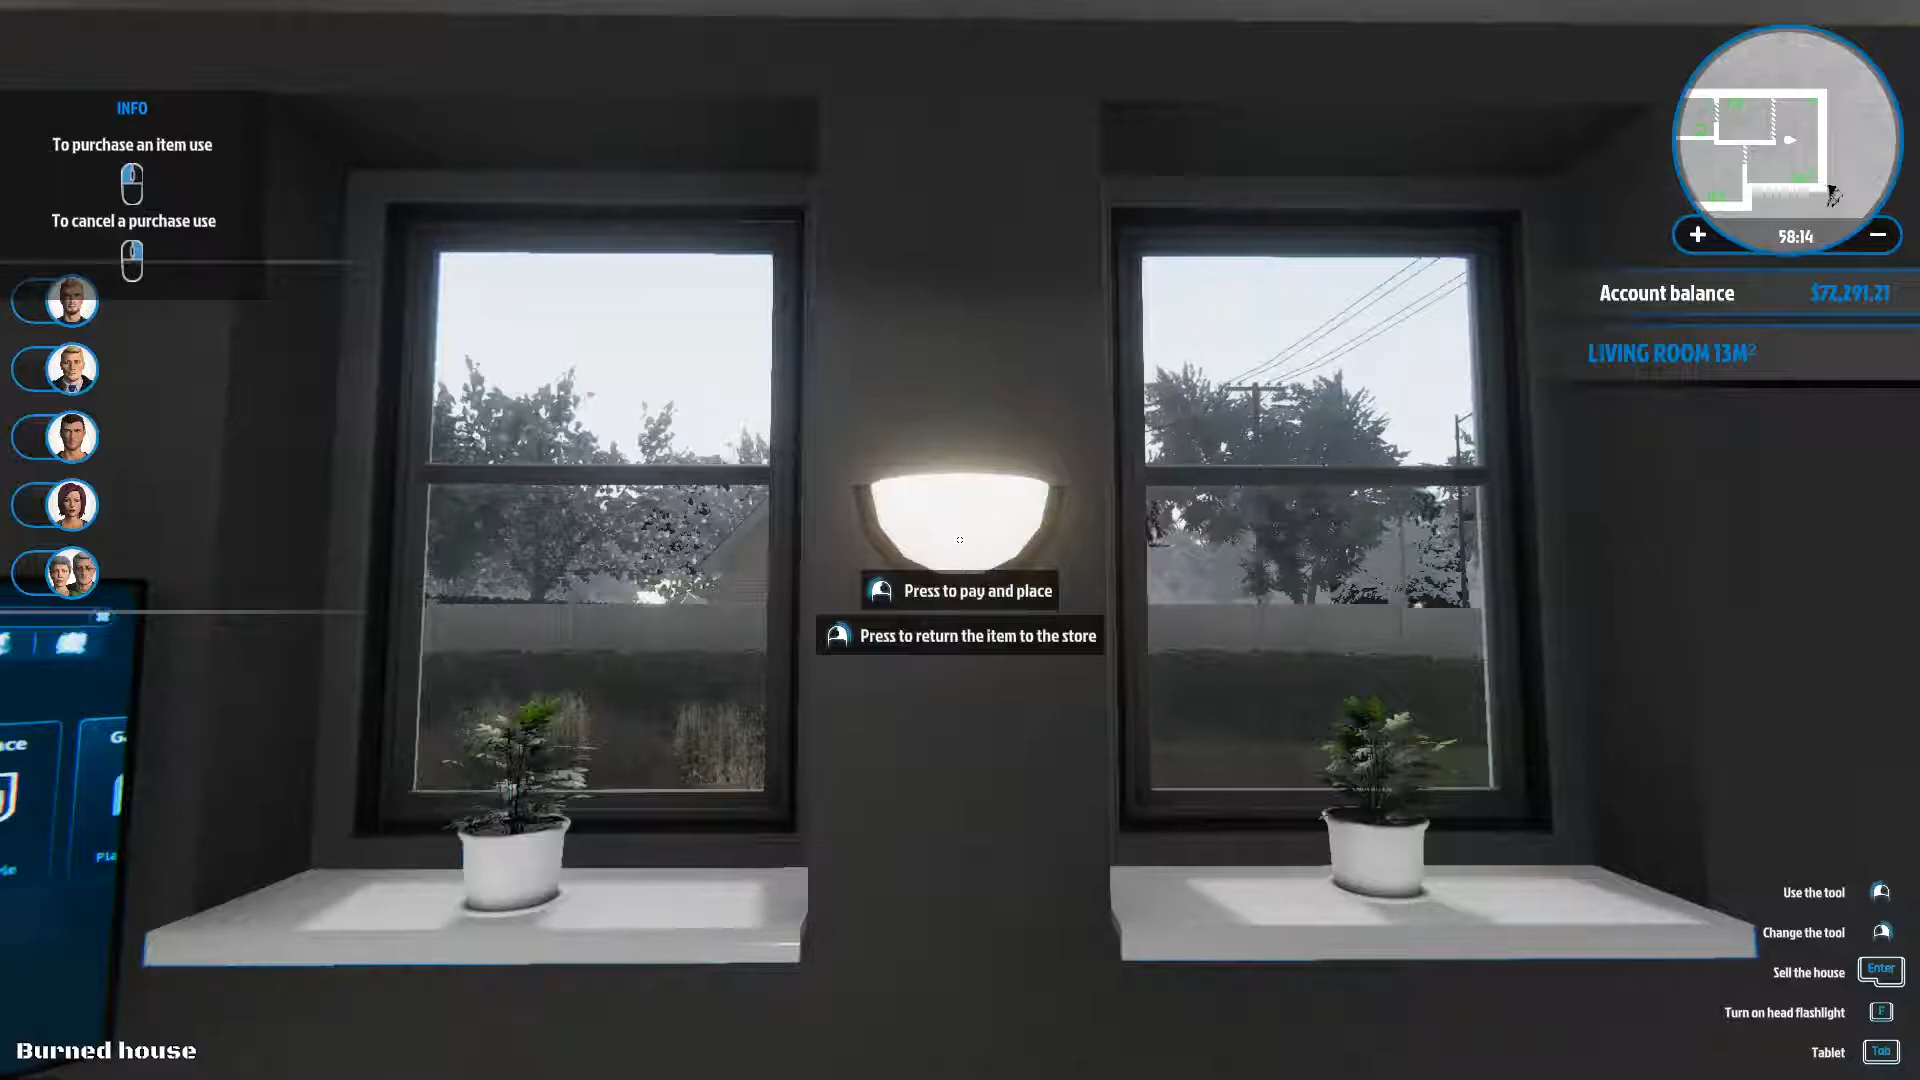 INFO
To purchase an item use
To cancel a purchase use
58:14
Account balance
$72,291.21
LIVING ROOM 13M²
Press to pay and place
Press to return the item to the store
Use the tool
Change the tool
Sell the house
Enter
Turn on head flashlight
F
Tablet
Tab
Burned house